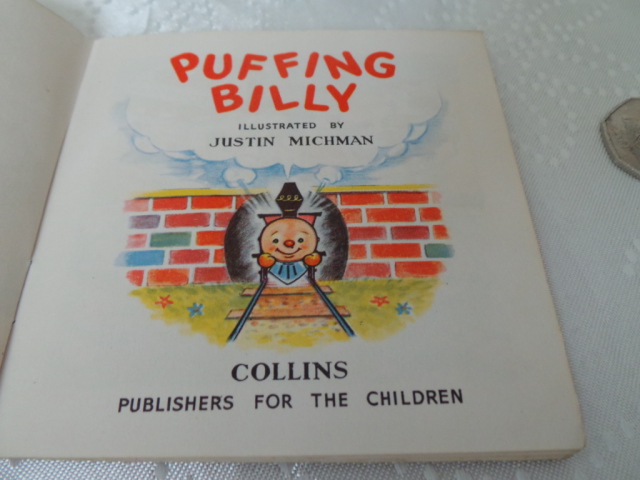 PUFFING
BILLY
ILLUSTRATED BY
JUSTIN MICHMAN
COLLINS
PUBLISHERS FOR THE CHILDREN